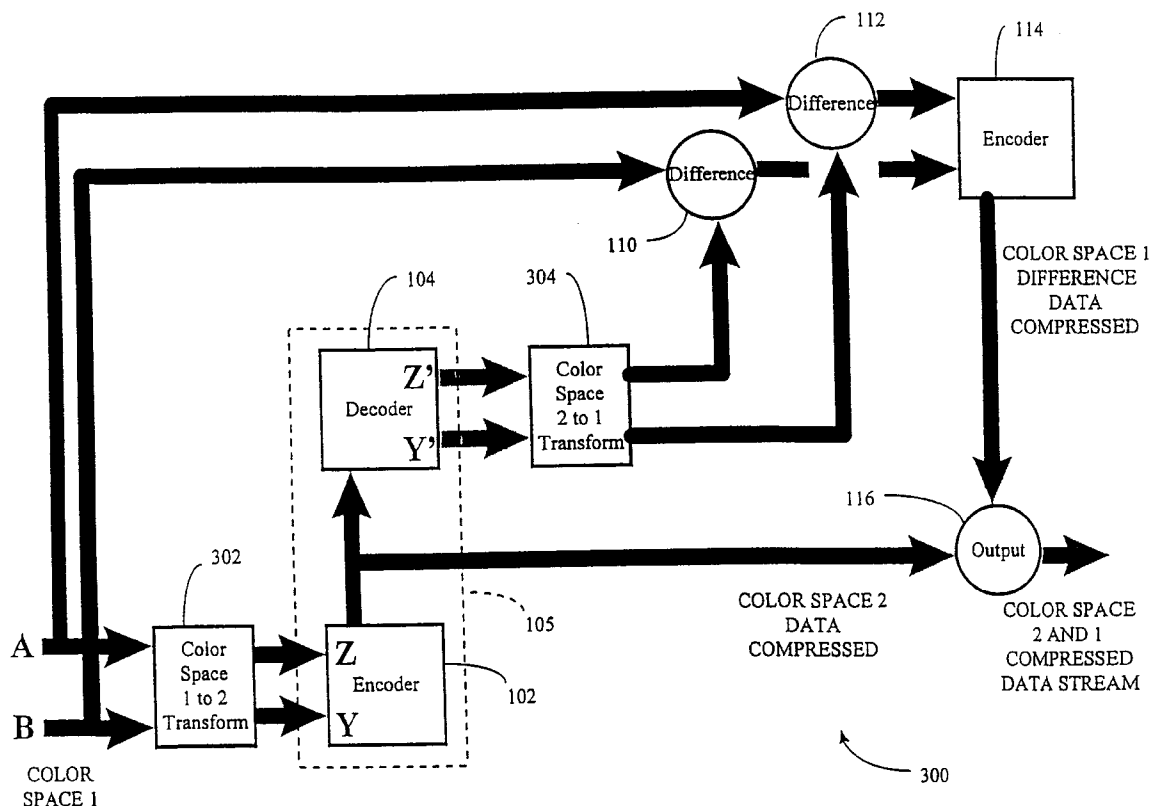 112
114
Difference
Encoder
Difference
110
COLOR SPACE 1
DIFFERENCE
DATA
COMPRESSED
104
304
Z'
Decoder
Y'
Color
Space
2 to 1
Transform
116
Output
302
105
COLOR SPACE 2
DATA
COMPRESSED
COLOR SPACE
2 AND 1
COMPRESSED
DATA STREAM
A
B
Color
Space
1 to 2
Transform
Z
Encoder
Y
102
COLOR
SPACE 1
300